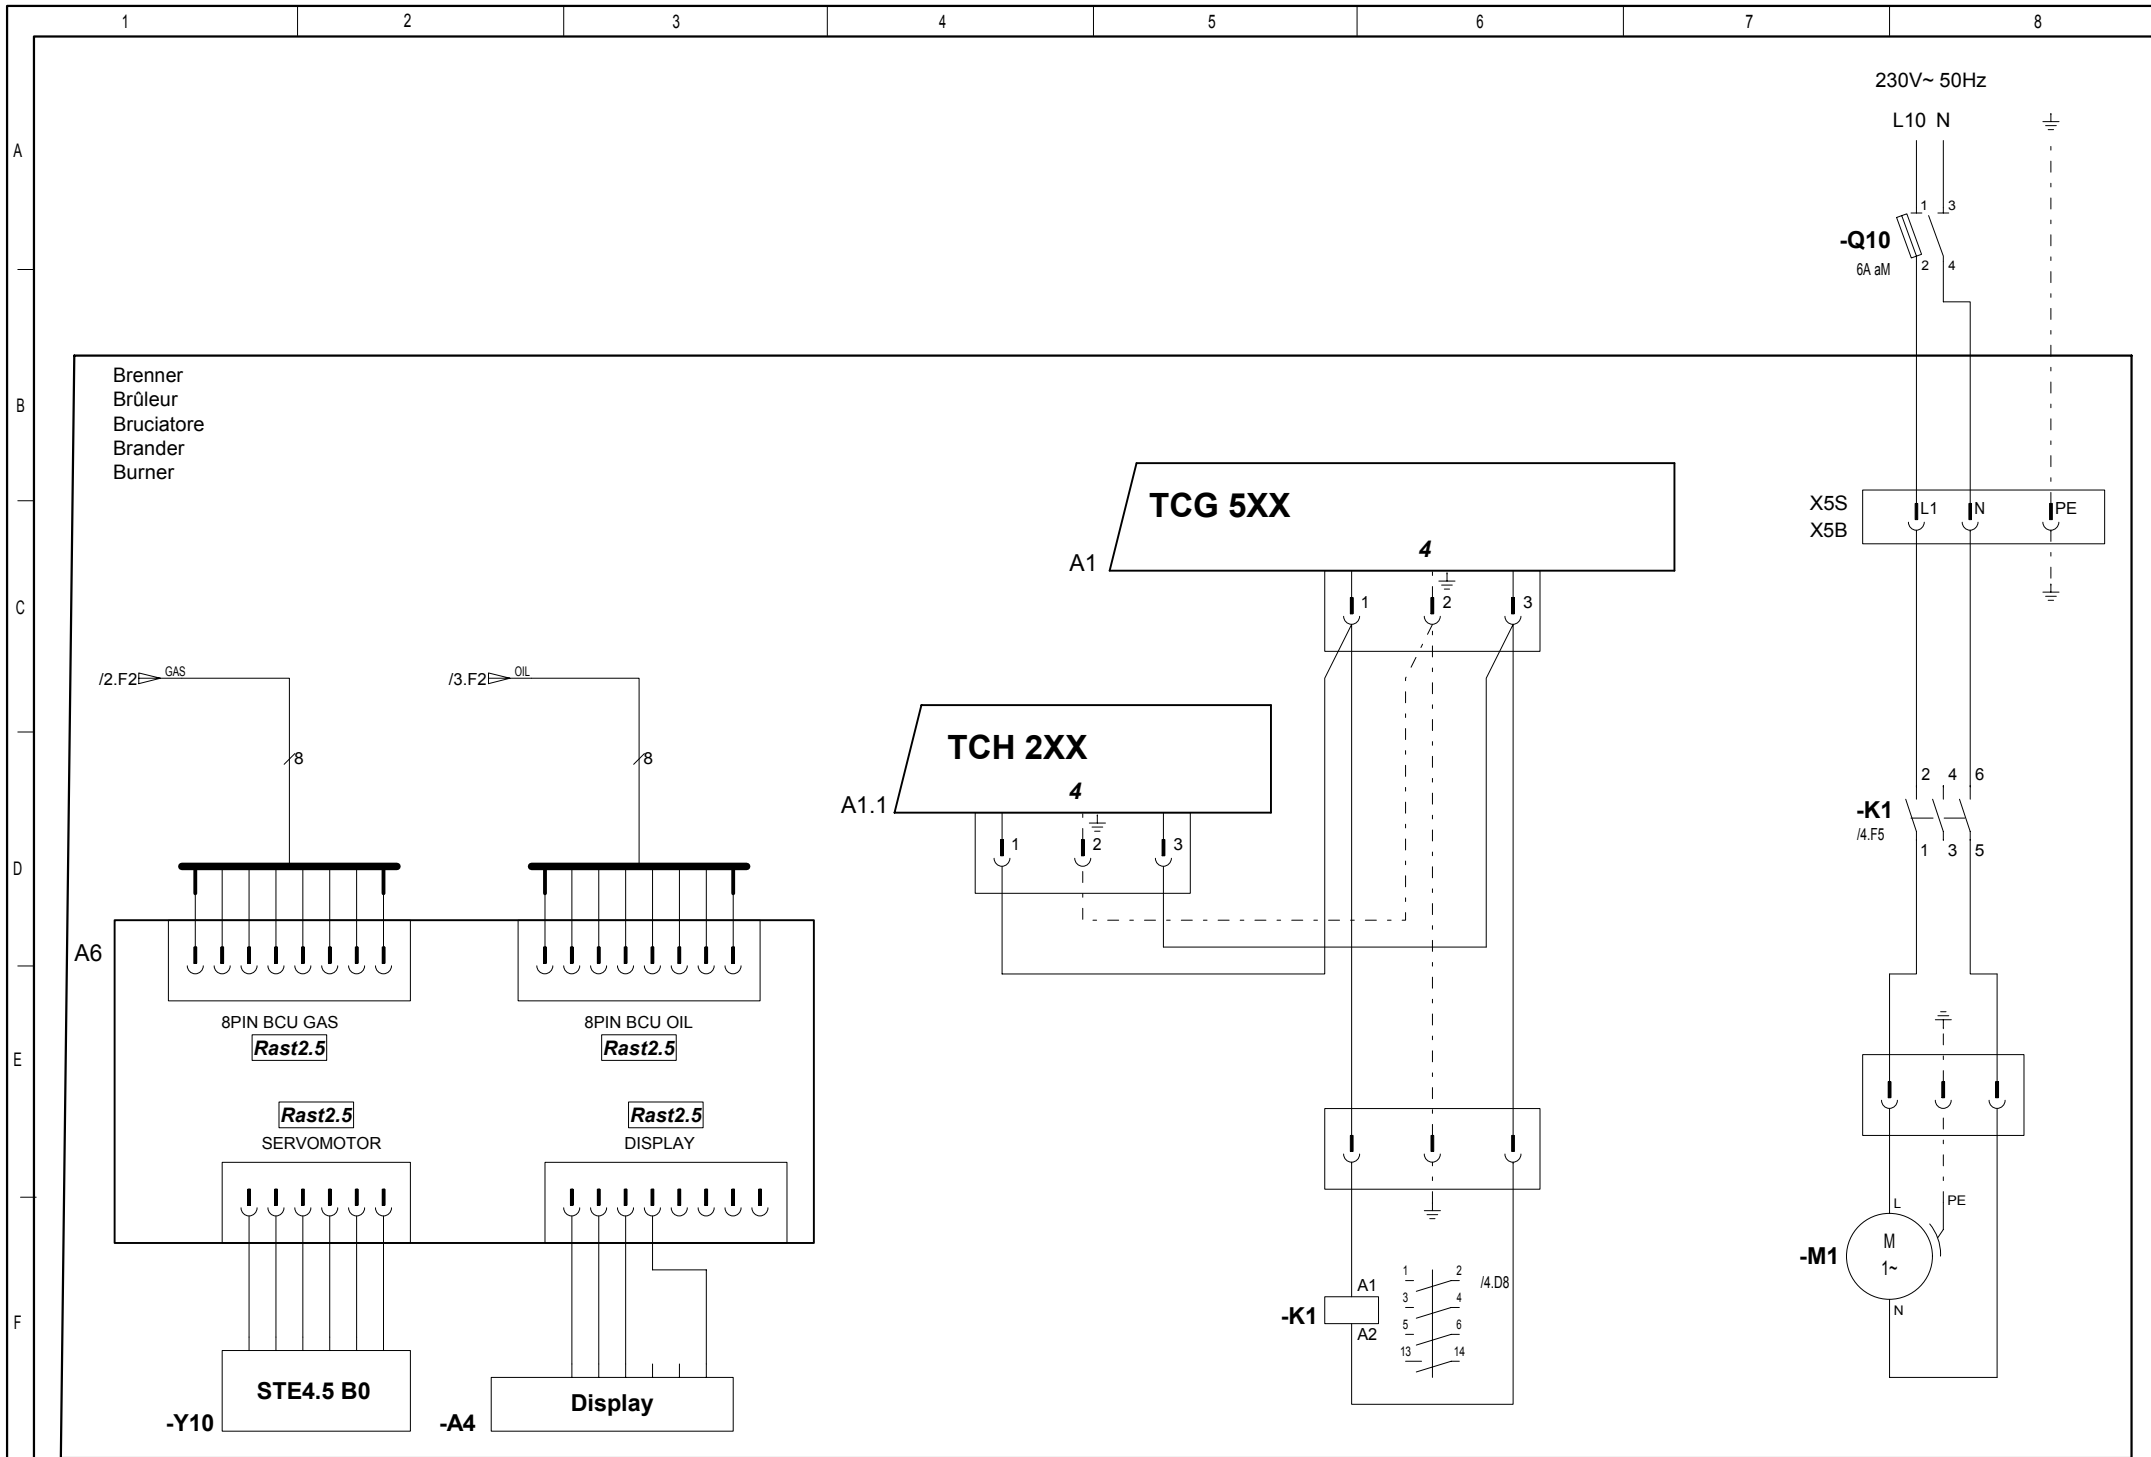 1 2 3 4 5 6 7 8
230V~ 50Hz
L10 N
A
1 3
-Q10
6A aM
2 4
Brenner
Brûleur
Bruciatore
Brander
Burner
B
TCG 5XX
4
A1
X5S
X5B
L1 N PE
C
1 2 3
/2.F2 GAS
/3.F2 OIL
8
8
TCH 2XX
4
A1.1
1 2 3
2 4 6
-K1
/4.F5
1 3 5
D
A6
8PIN BCU GAS
Rast2.5
8PIN BCU OIL
Rast2.5
E
Rast2.5
SERVOMOTOR
Rast2.5
DISPLAY
L
PE
M
1~
-M1
N
A1
-K1
A2
1 2
3 4
5 6
13 14
/4.D8
F
STE4.5 B0
-Y10
Display
-A4